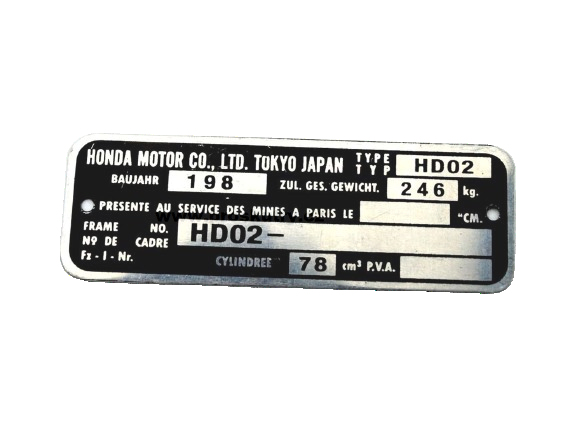 HONDA MOTOR CO., LTD. TOKYO JAPAN TYPE TYP HD02
BAUJAHR 198 ZUL. GES. GEWICHT. 246 kg.
PRESENTE AU SERVICE DES MINES A PARIS LE "CM.
FRAME NO. HD02-
Nº DE CADRE
Fz - I - Nr. CYLINDREE 78 cm³ P.V.A.